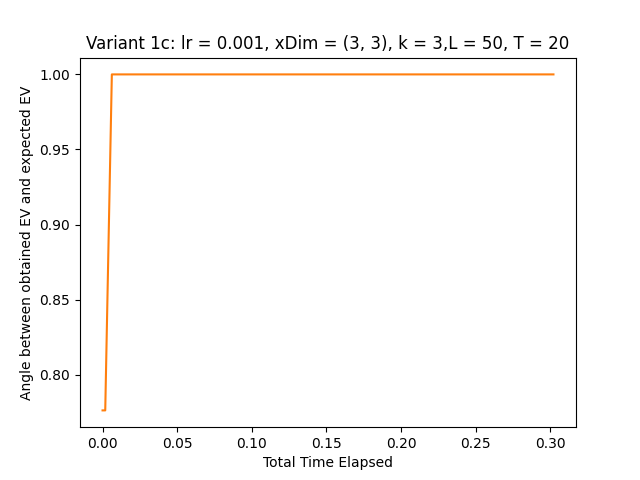 Variant 1c: lr = 0.001, xDim = (3, 3), k = 3,L = 50, T = 20
Angle between obtained EV and expected EV
1.00
0.95
0.90
0.85
0.80
0.00 0.05 0.10 0.15 0.20 0.25 0.30
Total Time Elapsed